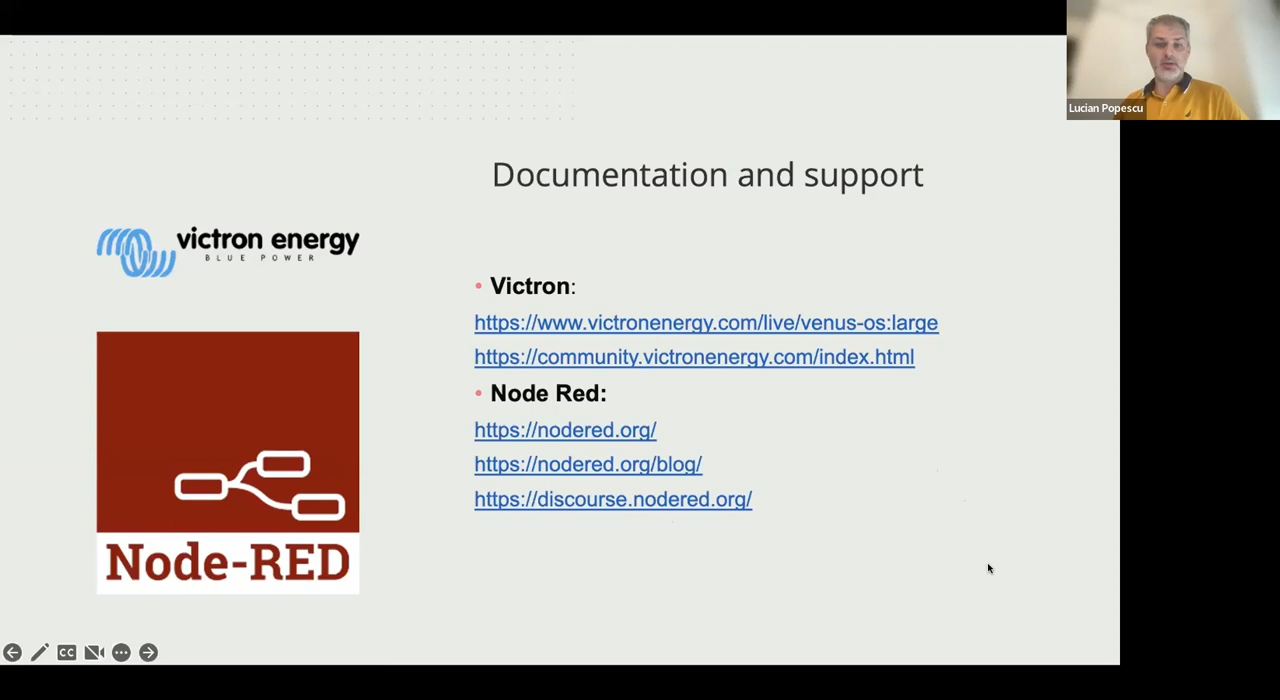 Lucian Popescu
Documentation and support
victron energy
BLUE POWER
• Victron:
https://www.victronenergy.com/live/venus-os:large
https://community.victronenergy.com/index.html
• Node Red:
https://nodered.org/
https://nodered.org/blog/
https://discourse.nodered.org/
Node-RED
CC